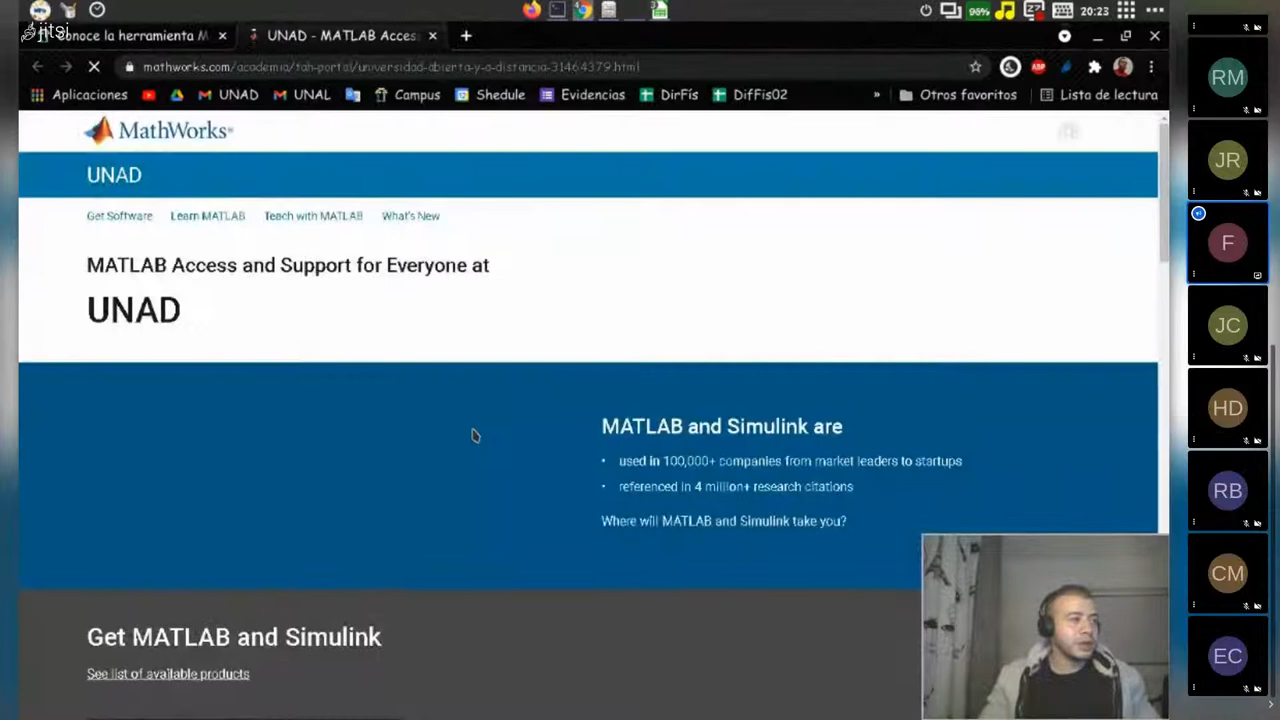 20:23
jitsi
onoce la herramienta M
UNAD - MATLAB Acces
mathworks.com/academia/tah-portal/universidad-abierta-y-a-distancia-31464379.html
Aplicaciones
UNAD
UNAL
Campus
Shedule
Evidencias
DirFís
DifFis02
»
Otros favoritos
Lista de lectura
MathWorks®
UNAD
Get Software
Learn MATLAB
Teach with MATLAB
What's New
MATLAB Access and Support for Everyone at
UNAD
MATLAB and Simulink are
• used in 100,000+ companies from market leaders to startups
• referenced in 4 million+ research citations
Where will MATLAB and Simulink take you?
Get MATLAB and Simulink
See list of available products
RM
JR
F
JC
HD
RB
CM
EC